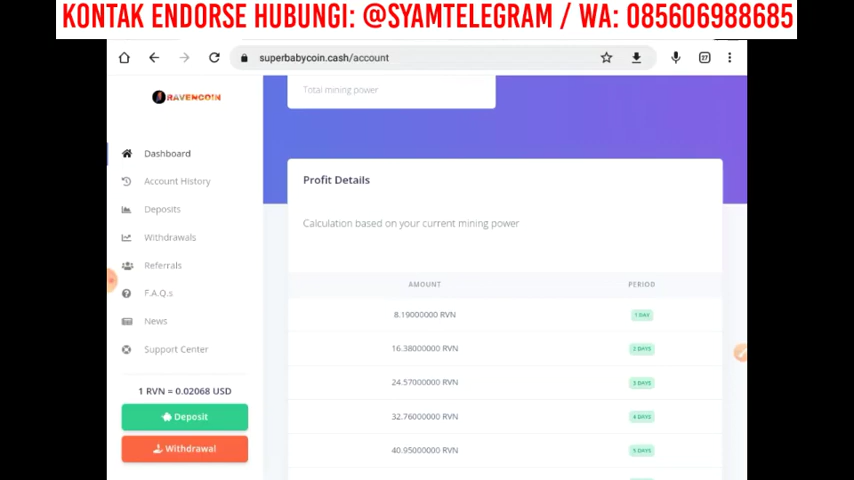 KONTAK ENDORSE HUBUNGI: @SYAMTELEGRAM / WA: 085606988685
superbabycoin.cash/account
37
RAVENCOIN
Total mining power
Dashboard
Account History
Deposits
Withdrawals
Referrals
F.A.Q.s
News
Support Center
1 RVN = 0.02068 USD
Deposit
Withdrawal
Profit Details
Calculation based on your current mining power
AMOUNT PERIOD
8.19000000 RVN 1 DAY
16.38000000 RVN 2 DAYS
24.57000000 RVN 3 DAYS
32.76000000 RVN 4 DAYS
40.95000000 RVN 5 DAYS